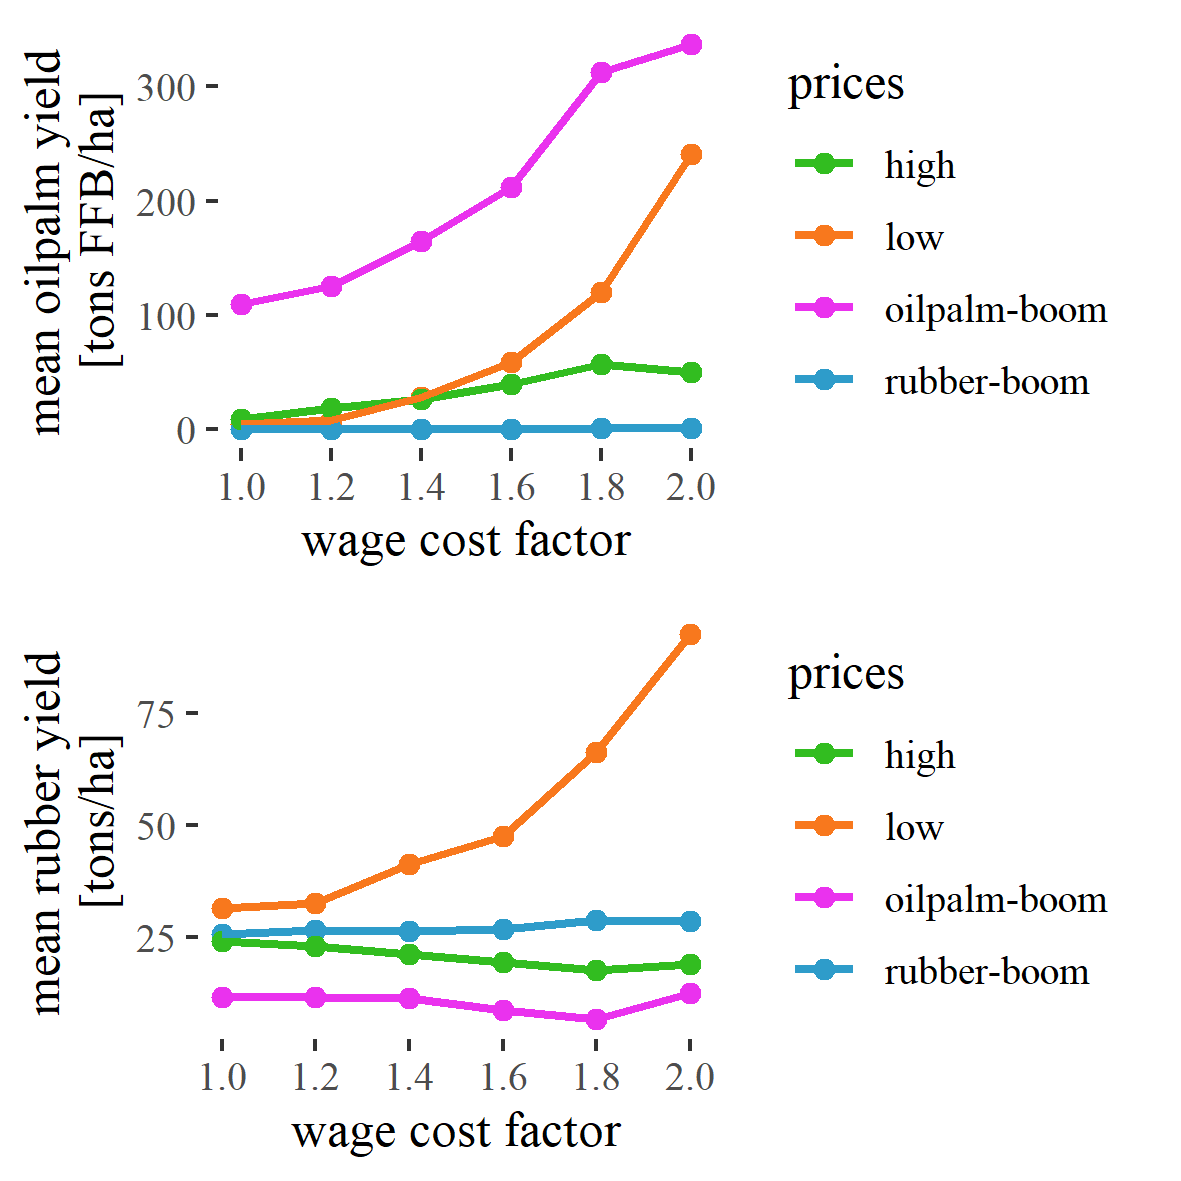 mean oilpalm yield
[tons FFB/ha]
300
200
100
0
1.0 1.2 1.4 1.6 1.8 2.0
wage cost factor
prices
high
low
oilpalm-boom
rubber-boom
mean rubber yield
[tons/ha]
75
50
25
1.0 1.2 1.4 1.6 1.8 2.0
wage cost factor
prices
high
low
oilpalm-boom
rubber-boom